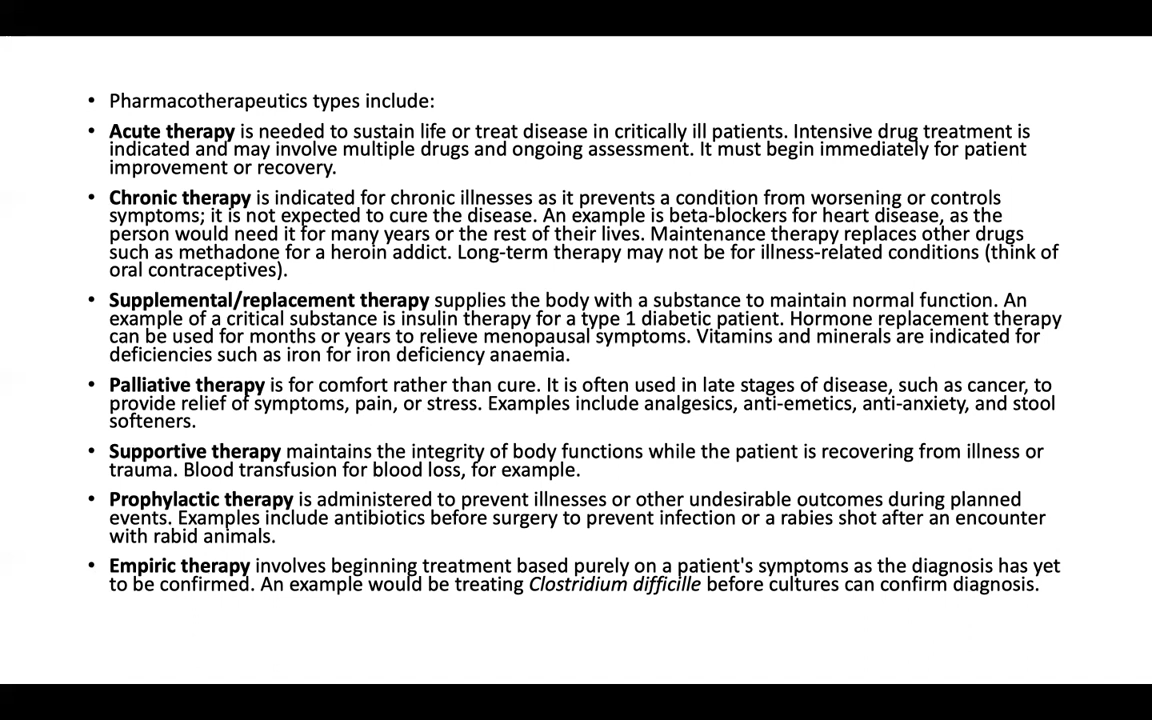 • Pharmacotherapeutics types include:
• Acute therapy is needed to sustain life or treat disease in critically ill patients. Intensive drug treatment is
indicated and may involve multiple drugs and ongoing assessment. It must begin immediately for patient
improvement or recovery.
• Chronic therapy is indicated for chronic illnesses as it prevents a condition from worsening or controls
symptoms; it is not expected to cure the disease. An example is beta-blockers for heart disease, as the
person would need it for many years or the rest of their lives. Maintenance therapy replaces other drugs
such as methadone for a heroin addict. Long-term therapy may not be for illness-related conditions (think of
oral contraceptives).
• Supplemental/replacement therapy supplies the body with a substance to maintain normal function. An
example of a critical substance is insulin therapy for a type 1 diabetic patient. Hormone replacement therapy
can be used for months or years to relieve menopausal symptoms. Vitamins and minerals are indicated for
deficiencies such as iron for iron deficiency anaemia.
• Palliative therapy is for comfort rather than cure. It is often used in late stages of disease, such as cancer, to
provide relief of symptoms, pain, or stress. Examples include analgesics, anti-emetics, anti-anxiety, and stool
softeners.
• Supportive therapy maintains the integrity of body functions while the patient is recovering from illness or
trauma. Blood transfusion for blood loss, for example.
• Prophylactic therapy is administered to prevent illnesses or other undesirable outcomes during planned
events. Examples include antibiotics before surgery to prevent infection or a rabies shot after an encounter
with rabid animals.
• Empiric therapy involves beginning treatment based purely on a patient's symptoms as the diagnosis has yet
to be confirmed. An example would be treating Clostridium difficille before cultures can confirm diagnosis.